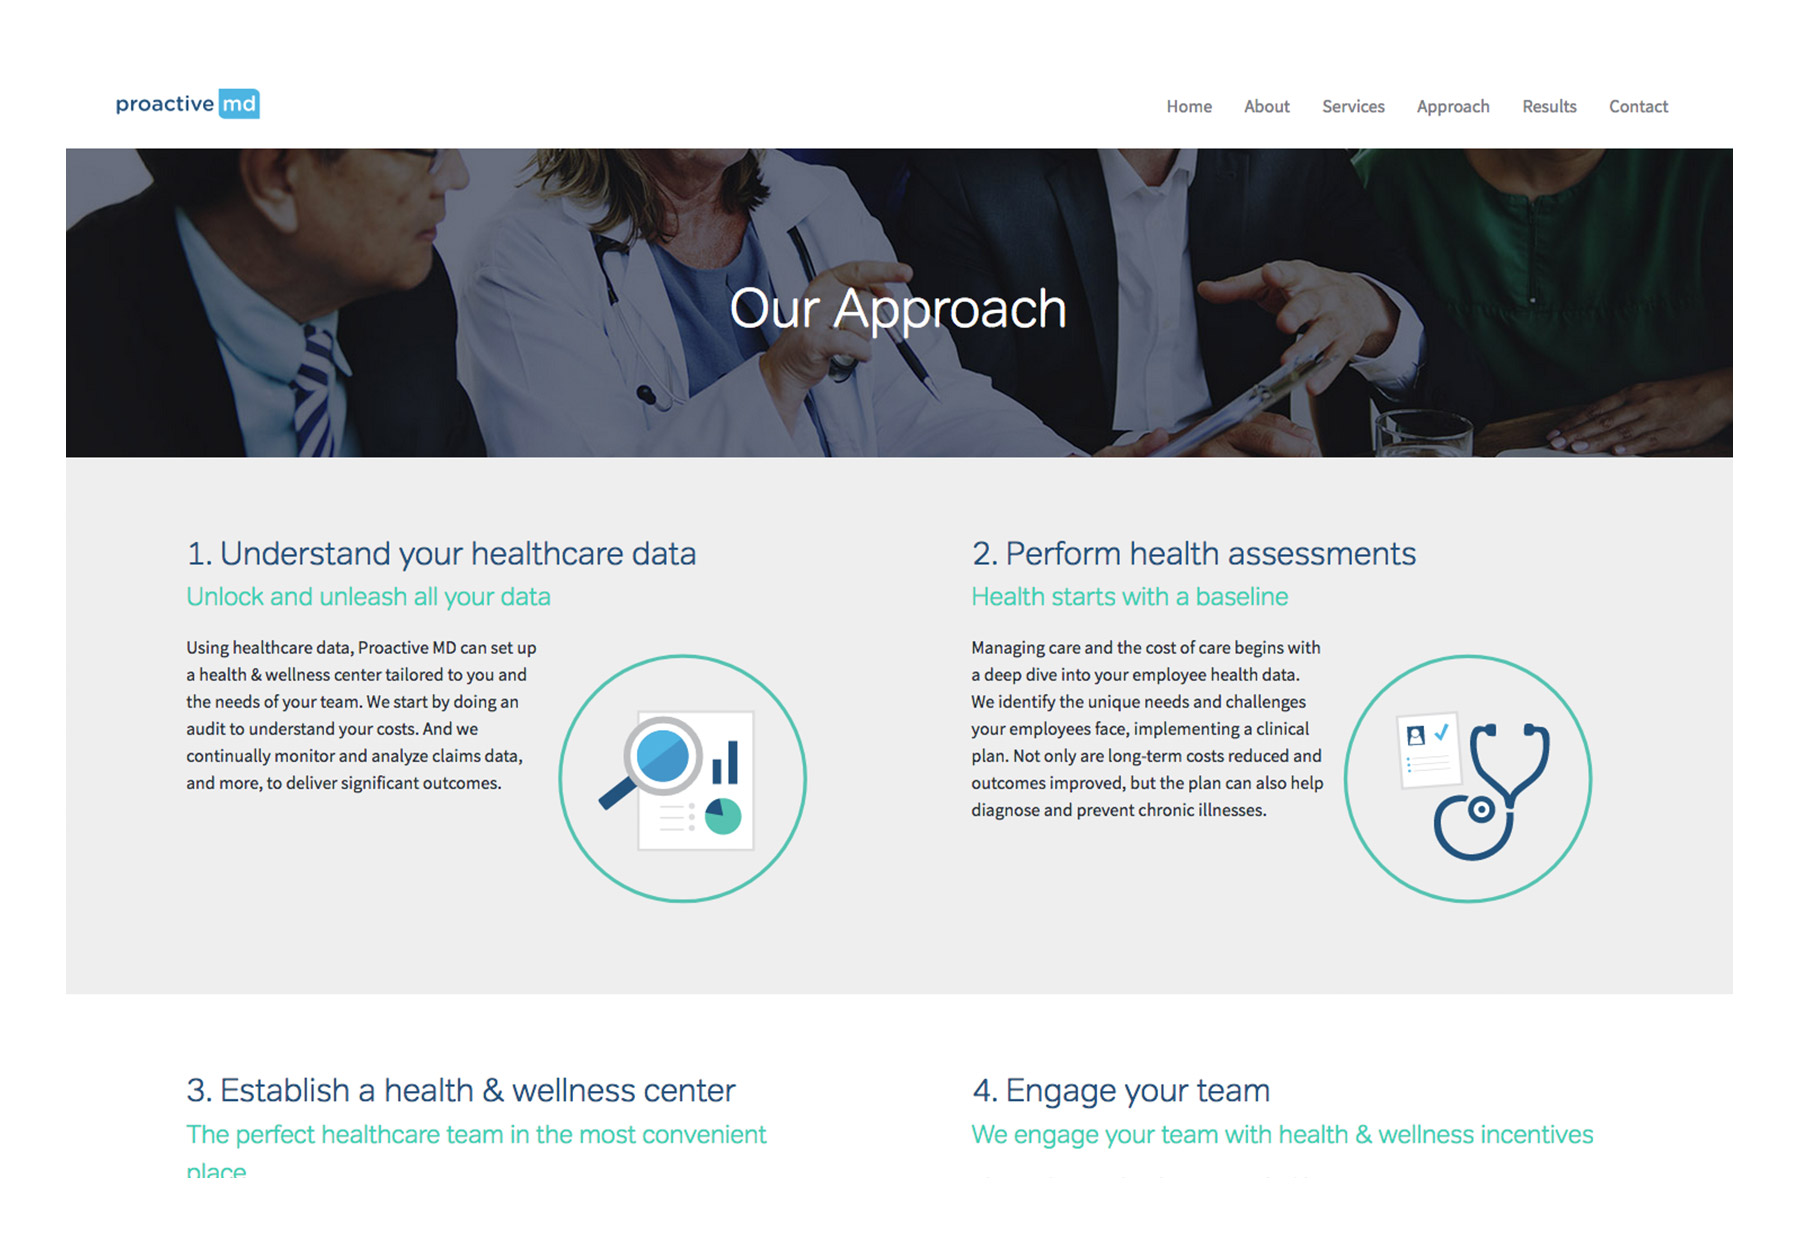 proactive md
Home About Services Approach Results Contact
Our Approach
1. Understand your healthcare data
Unlock and unleash all your data
Using healthcare data, Proactive MD can set up
a health & wellness center tailored to you and
the needs of your team. We start by doing an
audit to understand your costs. And we
continually monitor and analyze claims data,
and more, to deliver significant outcomes.
2. Perform health assessments
Health starts with a baseline
Managing care and the cost of care begins with
a deep dive into your employee health data.
We identify the unique needs and challenges
your employees face, implementing a clinical
plan. Not only are long-term costs reduced and
outcomes improved, but the plan can also help
diagnose and prevent chronic illnesses.
3. Establish a health & wellness center
The perfect healthcare team in the most convenient
place
4. Engage your team
We engage your team with health & wellness incentives